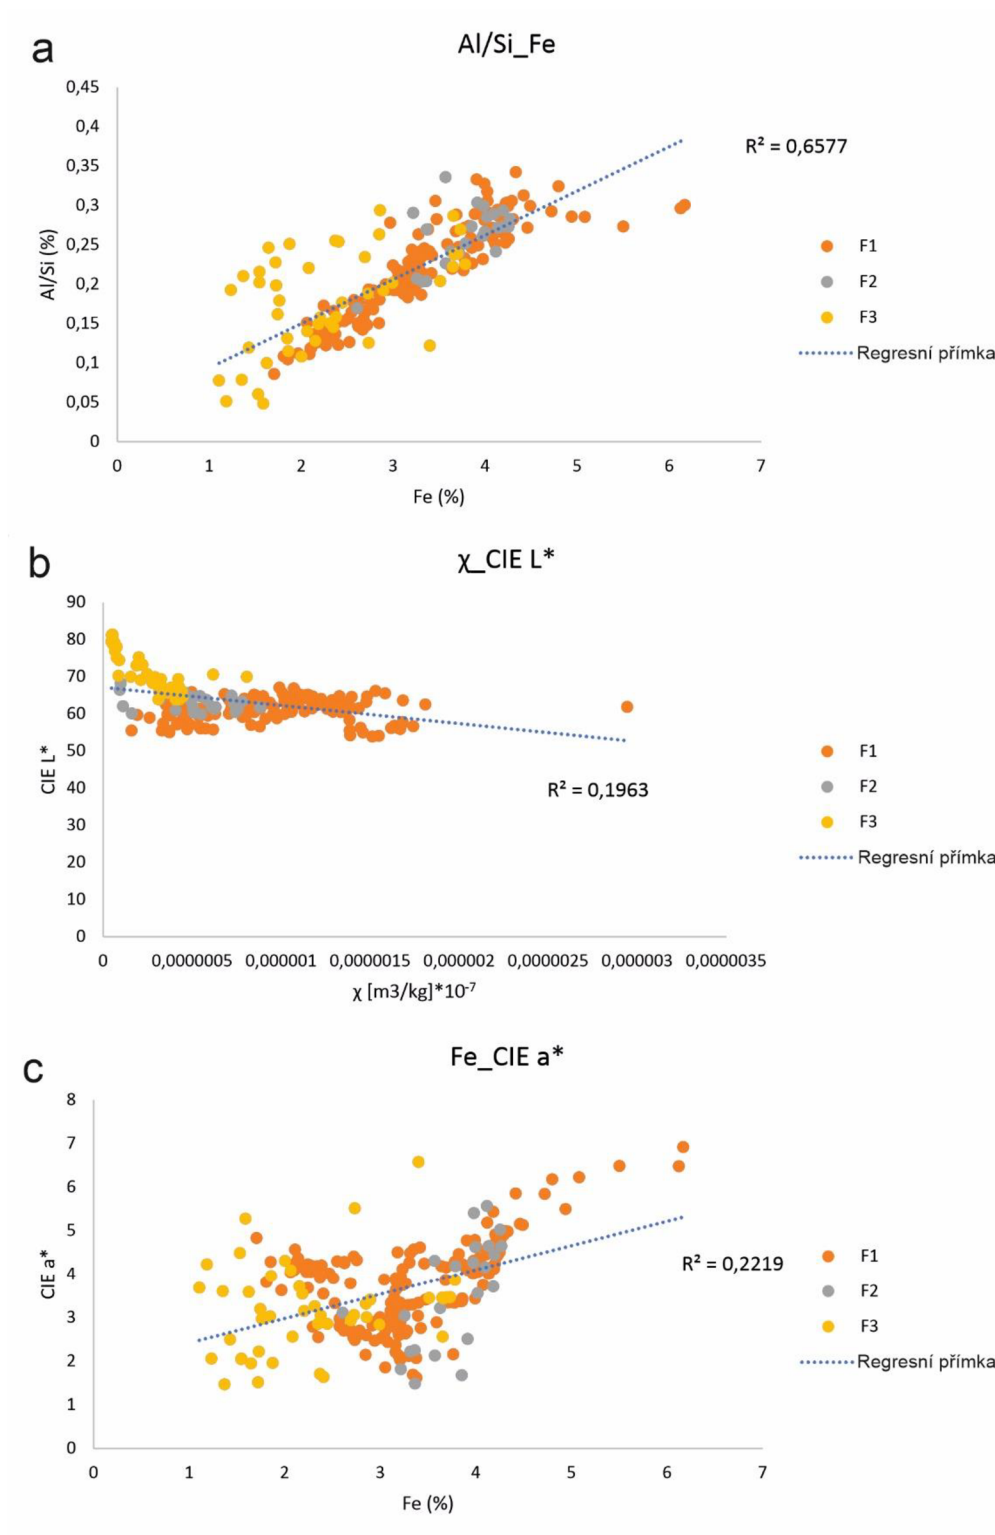 a
Al/Si_Fe
0,45
0,4
0,35
0,3
0,25
0,2
0,15
0,1
0,05
0
Al/Si (%)
R² = 0,6577
F1
F2
F3
Regresní přímka
0 1 2 3 4 5 6 7
Fe (%)
b
χ_CIE L*
90
80
70
60
50
40
30
20
10
0
CIE L*
R² = 0,1963
F1
F2
F3
Regresní přímka
0 0,0000005 0,000001 0,0000015 0,000002 0,0000025 0,000003 0,0000035
χ [m3/kg]*10⁻⁷
c
Fe_CIE a*
8
7
6
5
4
3
2
1
0
CIE a*
R² = 0,2219
F1
F2
F3
Regresní přímka
0 1 2 3 4 5 6 7
Fe (%)